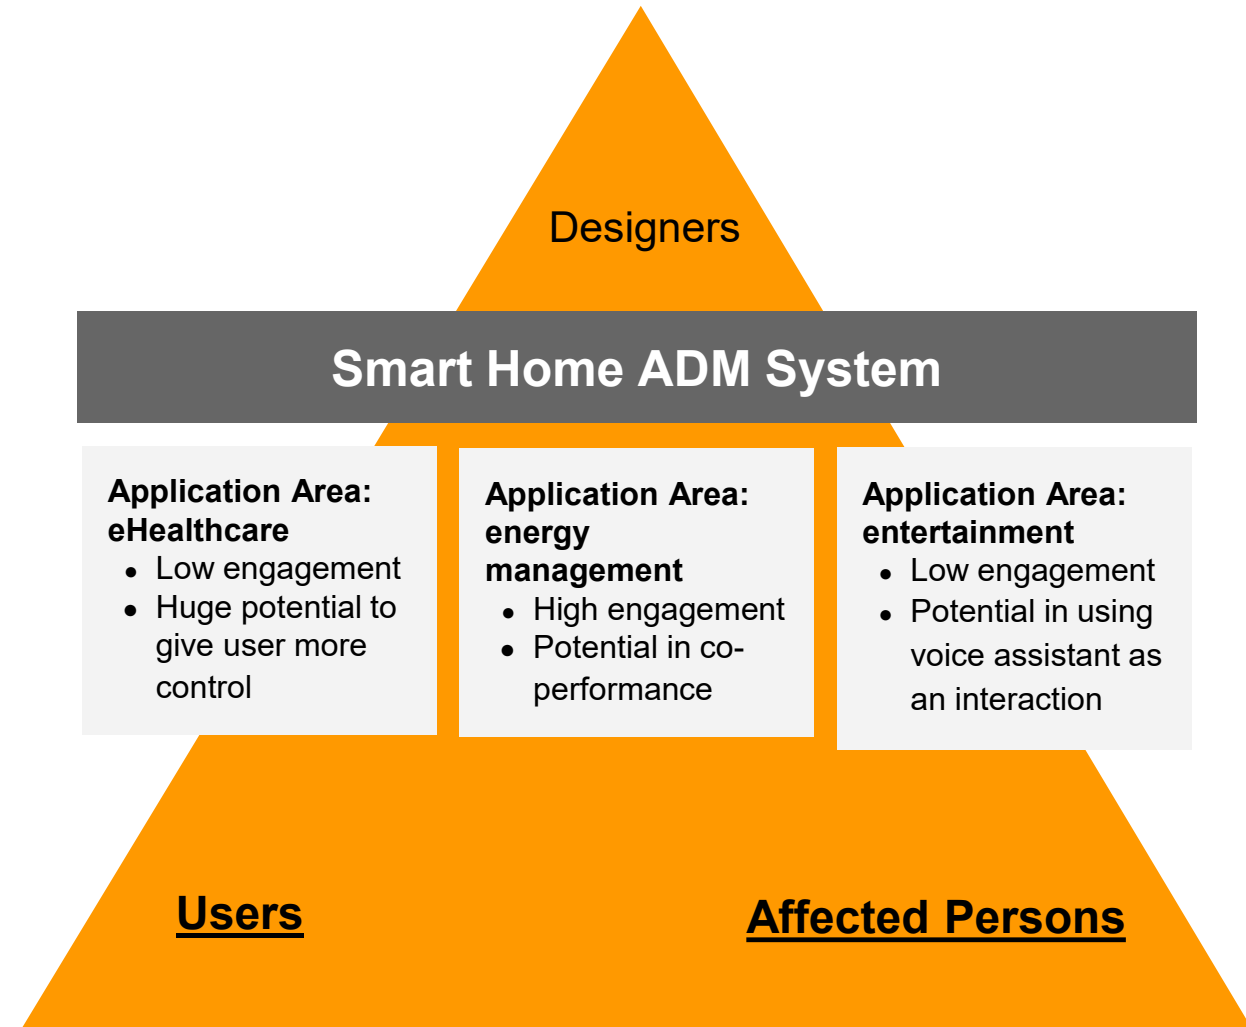 Designers
Smart Home ADM System
Application Area:
eHealthcare
• Low engagement
• Huge potential to
give user more
control
Application Area:
energy
management
• High engagement
• Potential in co-
performance
Application Area:
entertainment
• Low engagement
• Potential in using
voice assistant as
an interaction
Users
Affected Persons